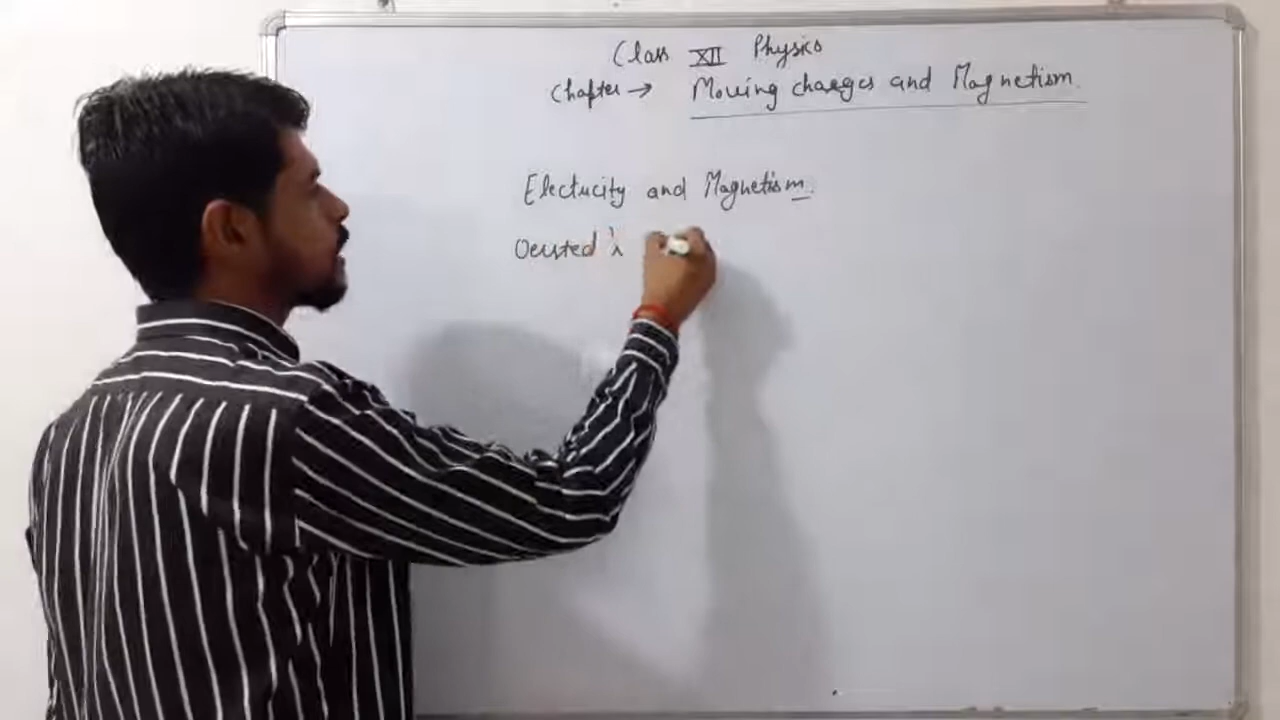 Class XII Physics
Chapter → Moving charges and Magnetism.
Electricity and Magnetism.
Oersted's